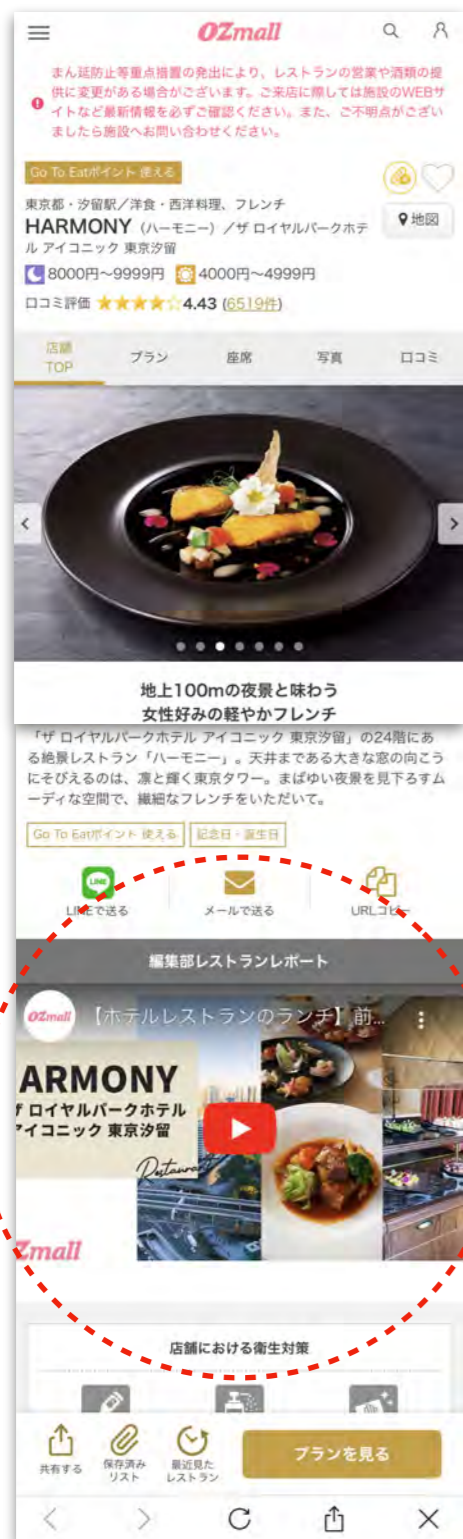 OZmall
まん延防止等重点措置の発出により、レストランの営業や酒類の提
供に変更がある場合がございます。ご来店に際しては施設のWEBサ
イトなど最新情報を必ずご確認ください。また、ご不明点がござい
ましたら施設へお問い合わせください。
Go To Eatポイント 使える
東京都・汐留駅／洋食・西洋料理、フレンチ
HARMONY（ハーモニー）／ザ ロイヤルパークホテ
ル アイコニック 東京汐留
地図
8000円〜9999円 4000円〜4999円
口コミ評価 4.43 (6519件)
店舗
TOP
プラン 座席 写真 口コミ
地上100mの夜景と味わう
女性好みの軽やかフレンチ
「ザ ロイヤルパークホテル アイコニック 東京汐留」の24階にあ
る絶景レストラン「ハーモニー」。天井まである大きな窓の向こう
にそびえるのは、凛と輝く東京タワー。まばゆい夜景を見下ろすム
ーディな空間で、繊細なフレンチをいただいて。
Go To Eatポイント 使える 記念日・誕生日
LINE
LINEで送る メールで送る URLコピー
編集部レストランレポート
OZmall 【ホテルレストランのランチ】前...
ARMONY
ザ ロイヤルパークホテル
アイコニック 東京汐留
Restaurant
Zmall
店舗における衛生対策
共有する
保存済み
リスト
最近見た
レストラン
プランを見る